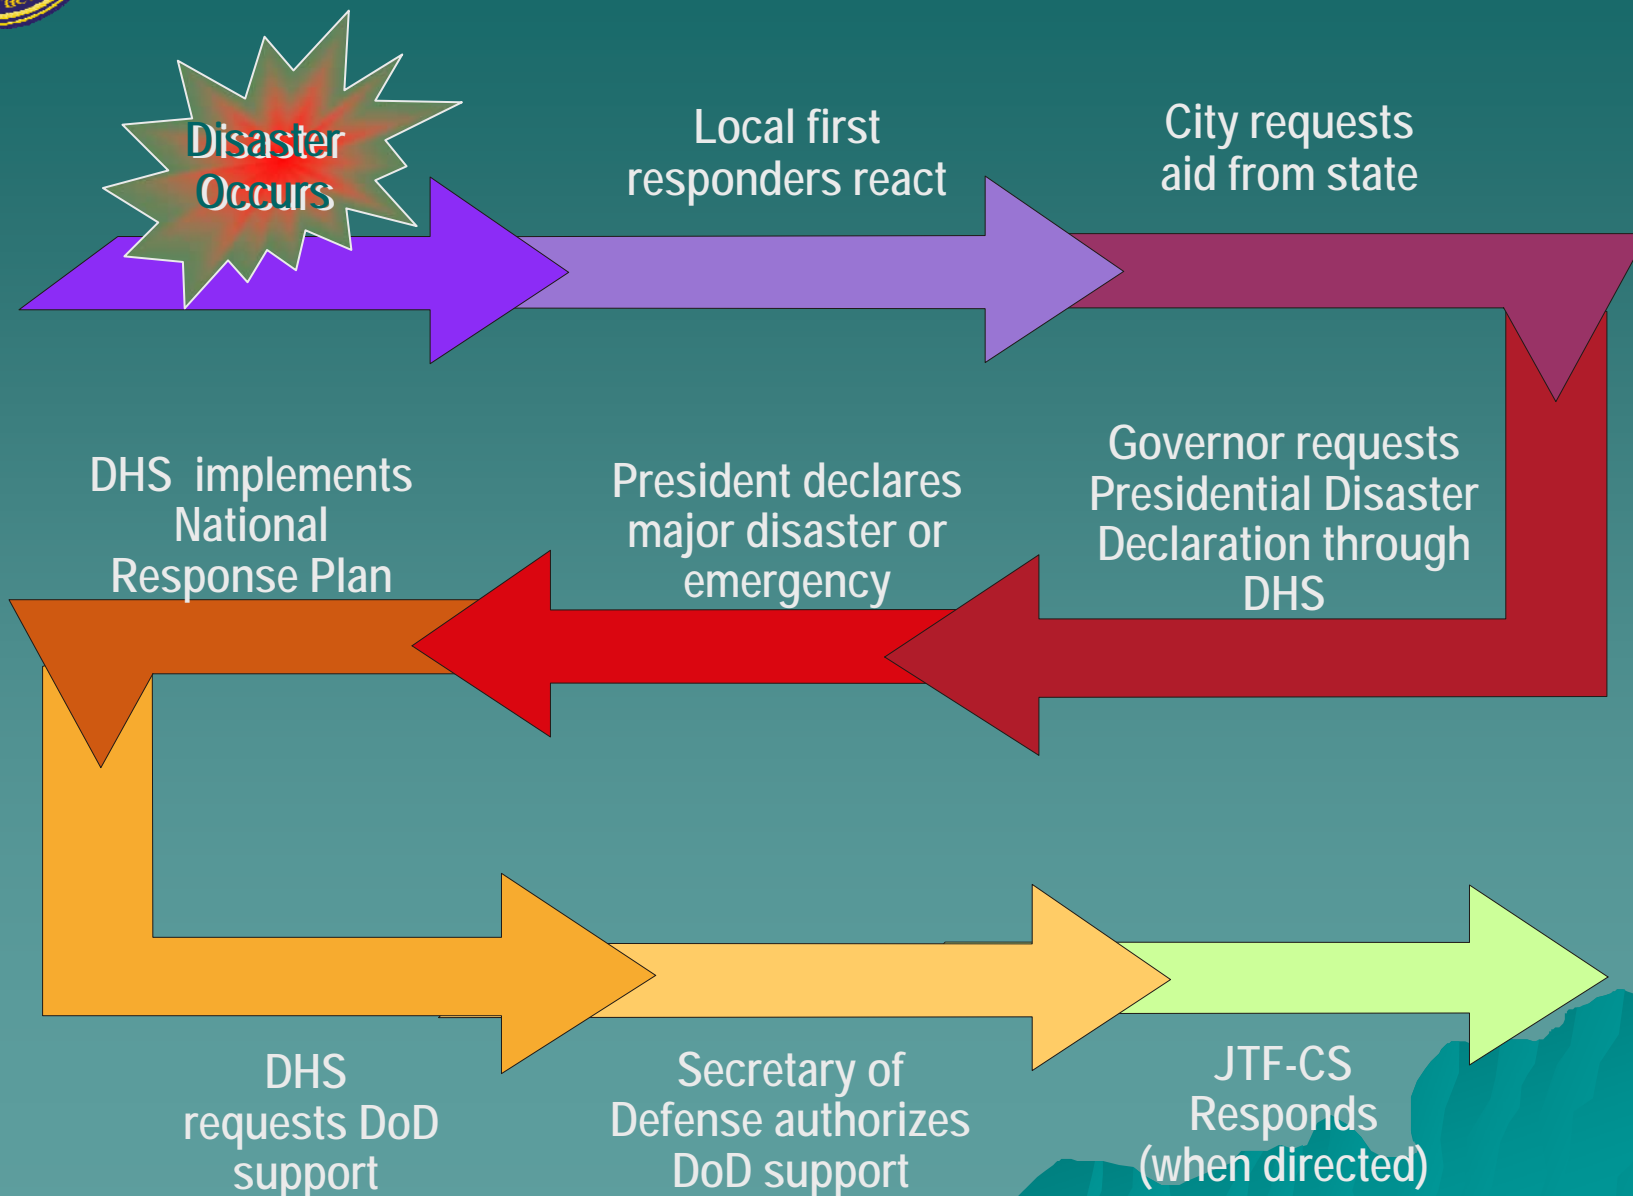 Disaster
Occurs
Local first
responders react
City requests
aid from state
Governor requests
Presidential Disaster
Declaration through
DHS
President declares
major disaster or
emergency
DHS implements
National
Response Plan
DHS
requests DoD
support
Secretary of
Defense authorizes
DoD support
JTF-CS
Responds
(when directed)